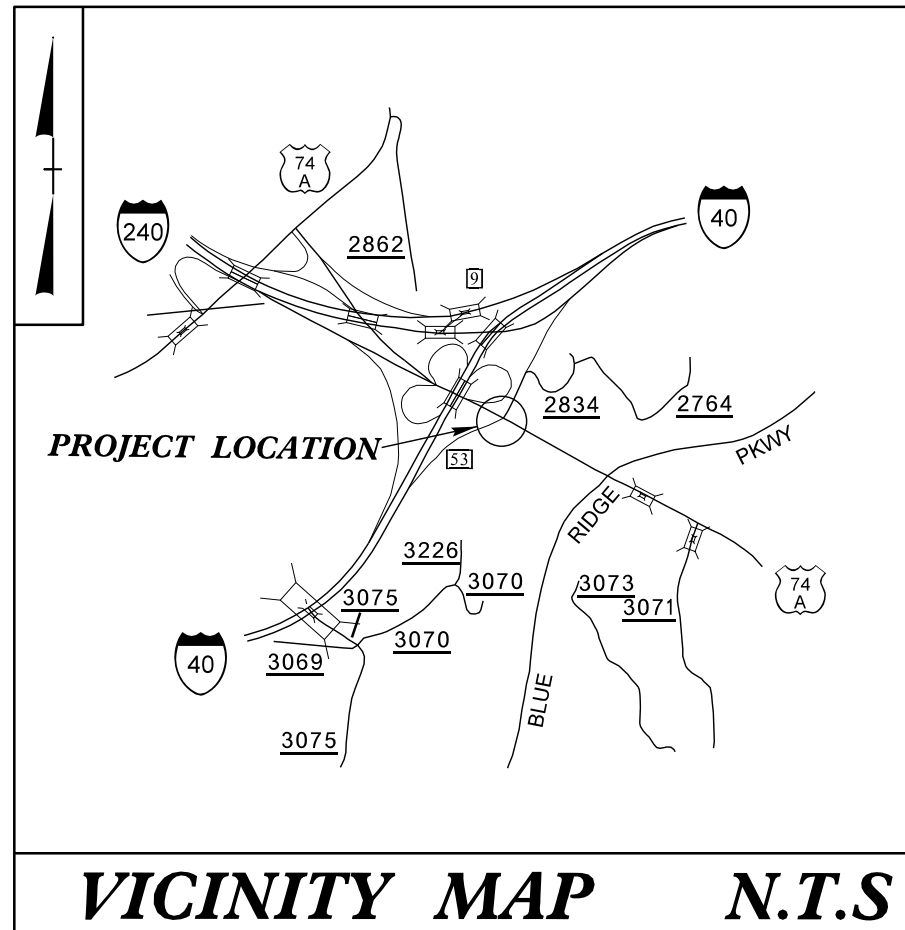 74
A
240
40
2862
9
2834
2764
PROJECT LOCATION
PKWY
53
RIDGE
3226
3070
3073
74
A
3075
3071
3070
40
3069
BLUE
3075
VICINITY MAP N.T.S